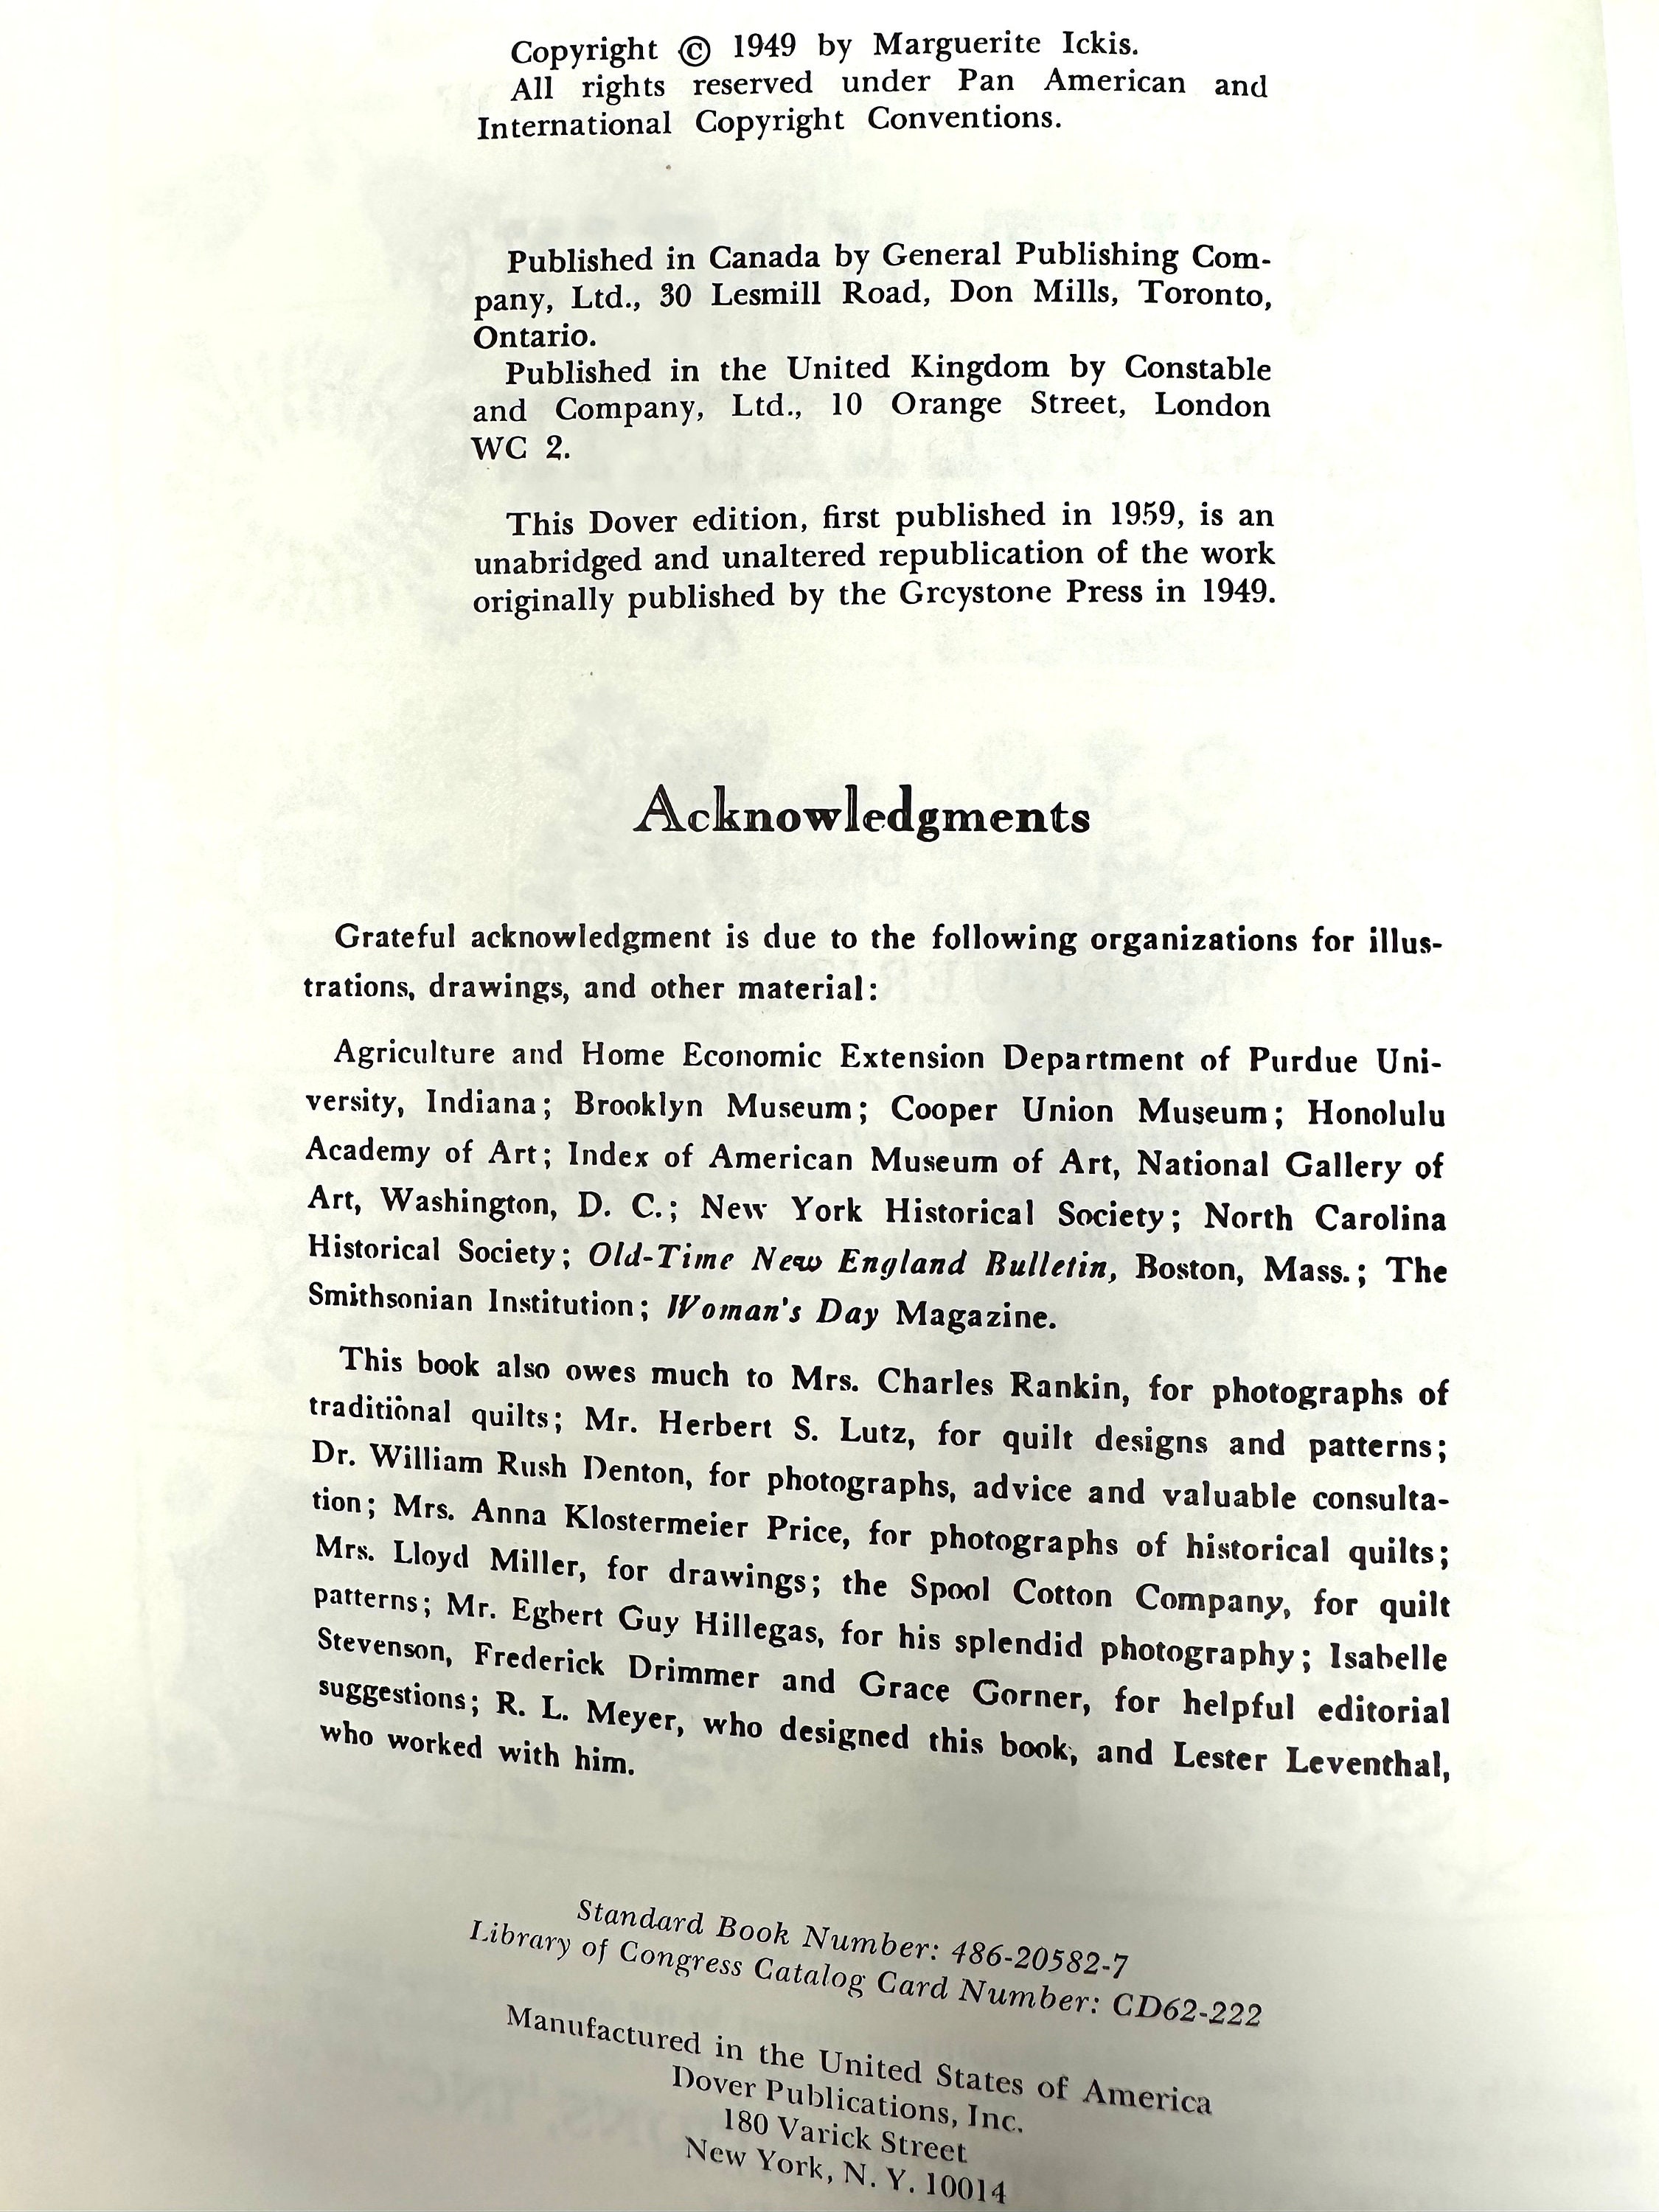 Copyright © 1949 by Marguerite Ickis.
All rights reserved under Pan American and
International Copyright Conventions.
Published in Canada by General Publishing Com-
pany, Ltd., 30 Lesmill Road, Don Mills, Toronto,
Ontario.
Published in the United Kingdom by Constable
and Company, Ltd., 10 Orange Street, London
WC 2.
This Dover edition, first published in 1959, is an
unabridged and unaltered republication of the work
originally published by the Greystone Press in 1949.
Acknowledgments
Grateful acknowledgment is due to the following organizations for illus-
trations, drawings, and other material:
Agriculture and Home Economic Extension Department of Purdue Uni-
versity, Indiana; Brooklyn Museum; Cooper Union Museum; Honolulu
Academy of Art; Index of American Museum of Art, National Gallery of
Art, Washington, D. C.; New York Historical Society; North Carolina
Historical Society; Old-Time New England Bulletin, Boston, Mass.; The
Smithsonian Institution; Woman's Day Magazine.
This book also owes much to Mrs. Charles Rankin, for photographs of
traditional quilts; Mr. Herbert S. Lutz, for quilt designs and patterns;
Dr. William Rush Denton, for photographs, advice and valuable consulta-
tion; Mrs. Anna Klostermeier Price, for photographs of historical quilts;
Mrs. Lloyd Miller, for drawings; the Spool Cotton Company, for quilt
patterns; Mr. Egbert Guy Hillegas, for his splendid photography; Isabelle
Stevenson, Frederick Drimmer and Grace Gorner, for helpful editorial
suggestions; R. L. Meyer, who designed this book, and Lester Leventhal,
who worked with him.
Standard Book Number: 486-20582-7
Library of Congress Catalog Card Number: CD62-222
Manufactured in the United States of America
Dover Publications, Inc.
180 Varick Street
New York, N. Y. 10014